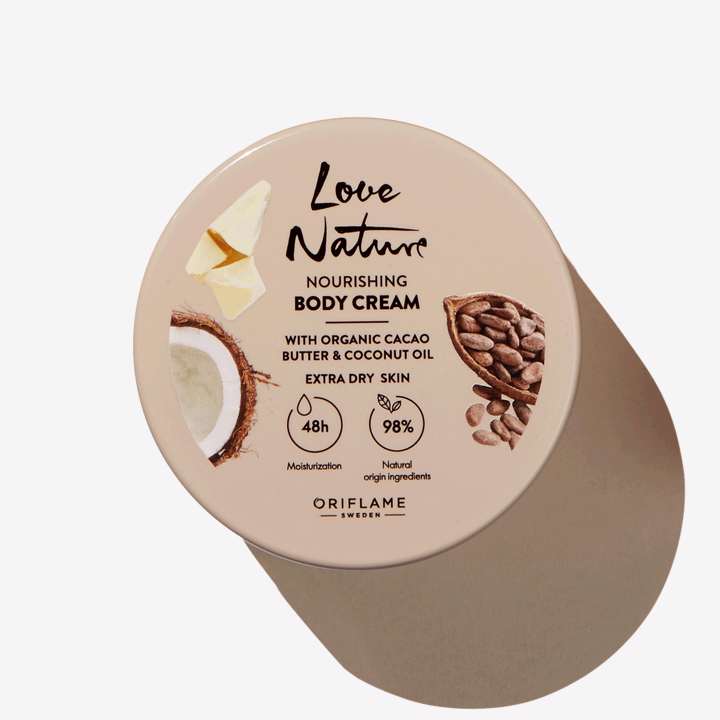 Love
Nature
NOURISHING
BODY CREAM
WITH ORGANIC CACAO
BUTTER & COCONUT OIL
EXTRA DRY SKIN
48h
Moisturization
98%
Natural
origin ingredients
ORIFLAME
SWEDEN